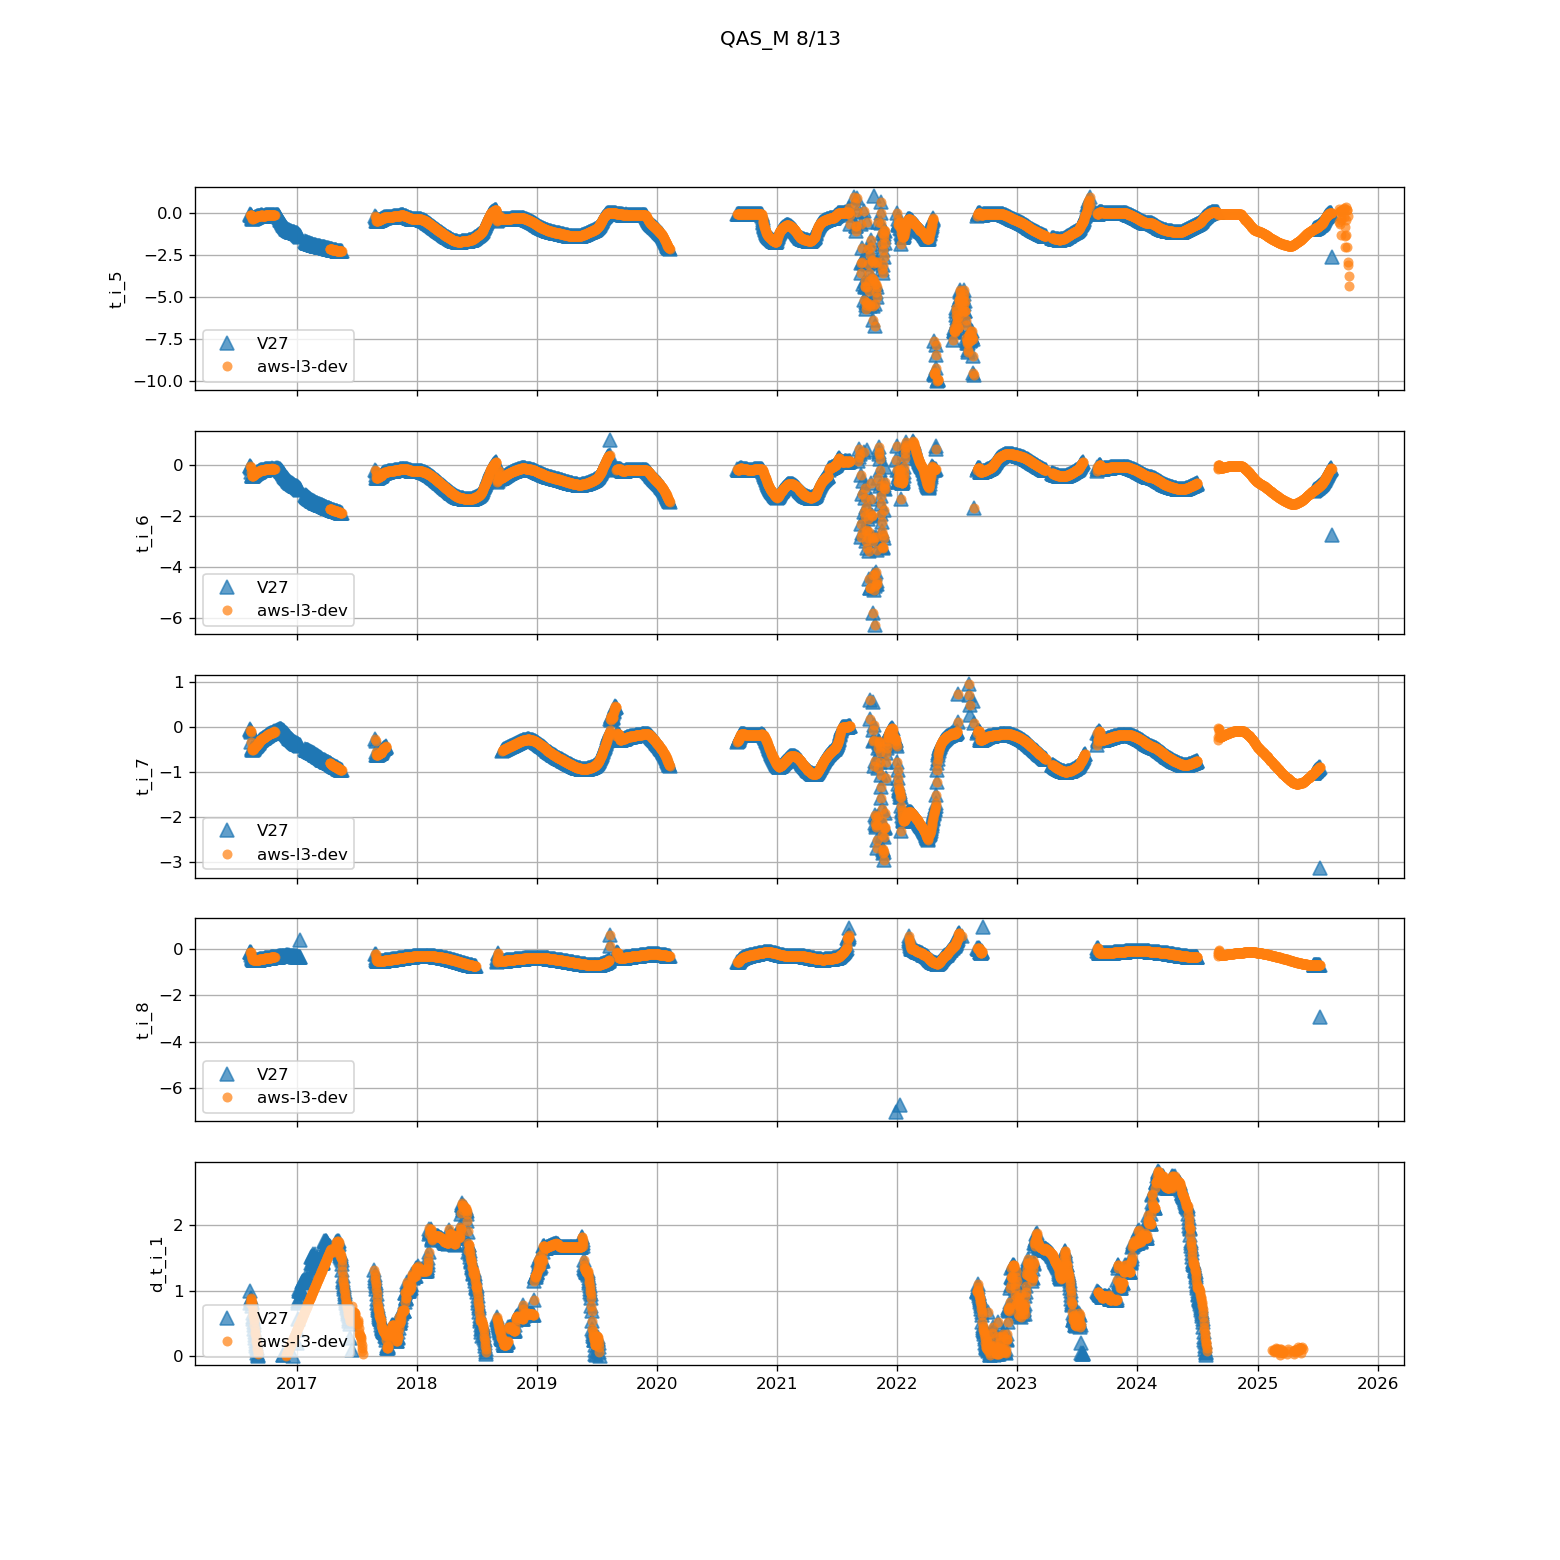 QAS_M 8/13
0.0
−2.5
−5.0
−7.5
−10.0
t_i_5
V27
aws-l3-dev
0
−2
−4
−6
t_i_6
V27
aws-l3-dev
1
0
−1
−2
−3
t_i_7
V27
aws-l3-dev
0
−2
−4
−6
t_i_8
V27
aws-l3-dev
2
1
0
d_t_i_1
V27
aws-l3-dev
2017 2018 2019 2020 2021 2022 2023 2024 2025 2026